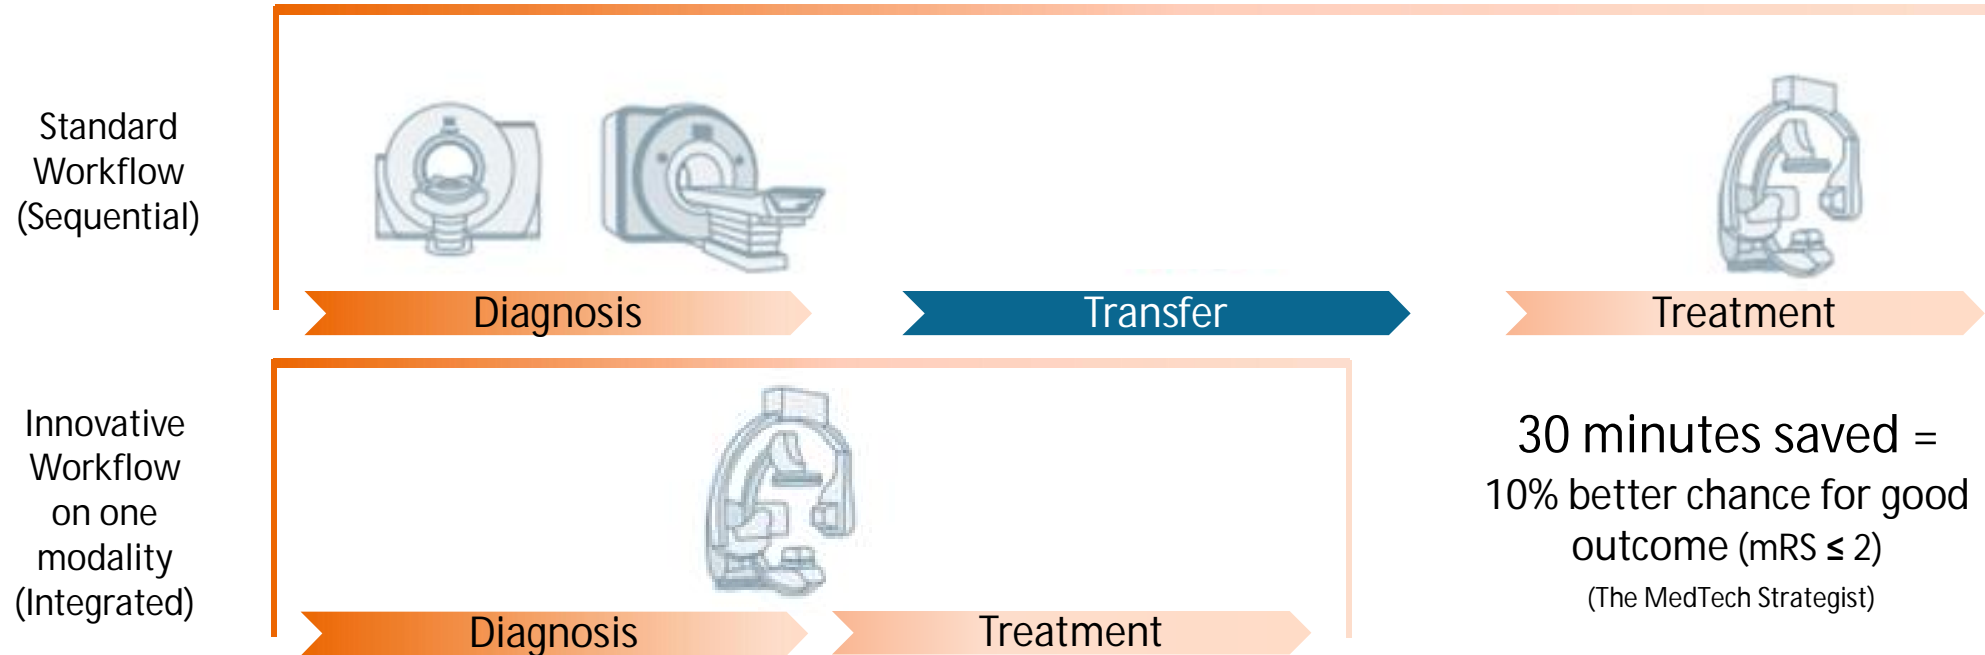 Standard
Workflow
(Sequential)
Diagnosis
Transfer
Treatment
Innovative
Workflow
on one
modality
(Integrated)
Diagnosis
Treatment
30 minutes saved =
10% better chance for good
outcome (mRS ≤ 2)
(The MedTech Strategist)